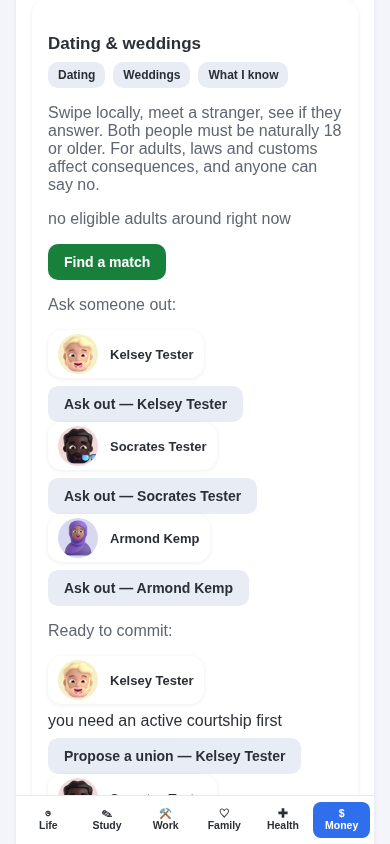 Dating & weddings
Dating
Weddings
What I know
Swipe locally, meet a stranger, see if they
answer. Both people must be naturally 18
or older. For adults, laws and customs
affect consequences, and anyone can
say no.
no eligible adults around right now
Find a match
Ask someone out:
Kelsey Tester
Ask out — Kelsey Tester
Socrates Tester
Ask out — Socrates Tester
Armond Kemp
Ask out — Armond Kemp
Ready to commit:
Kelsey Tester
you need an active courtship first
Propose a union — Kelsey Tester
Life
Study
Work
Family
Health
$
Money